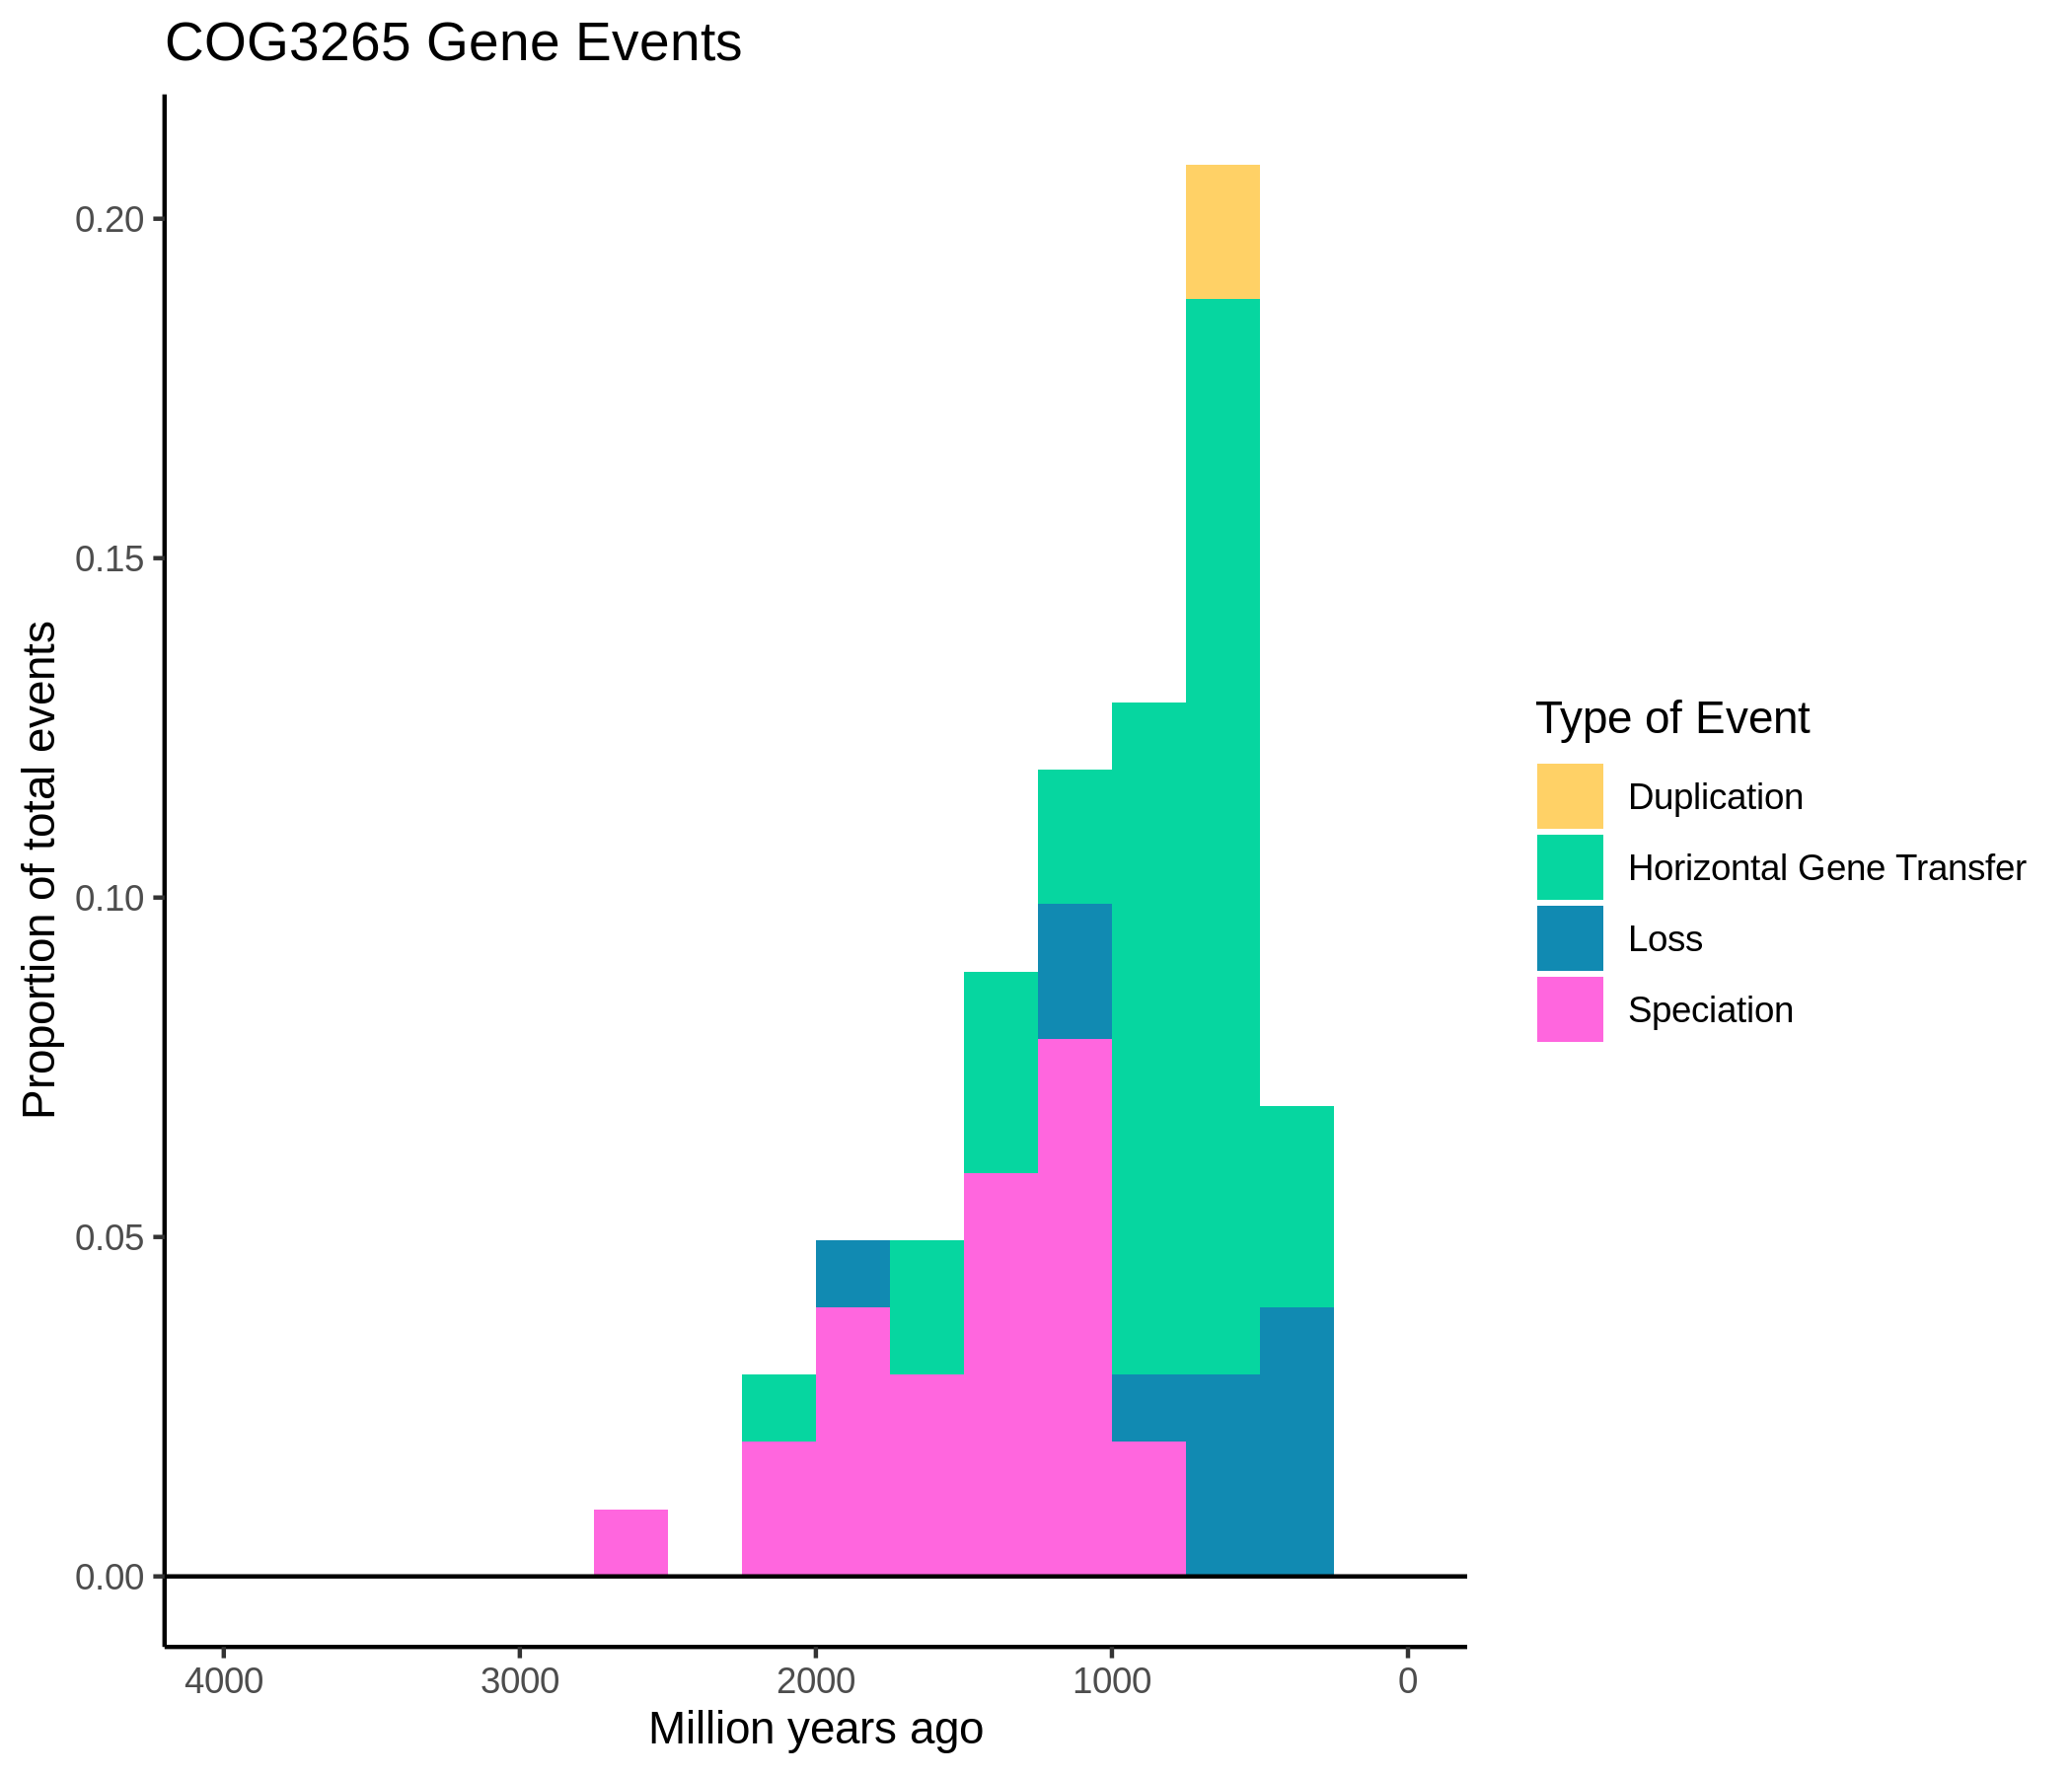 COG3265 Gene Events
Proportion of total events
0.20
0.15
0.10
0.05
0.00
4000 3000 2000 1000 0
Million years ago
Type of Event
Duplication
Horizontal Gene Transfer
Loss
Speciation